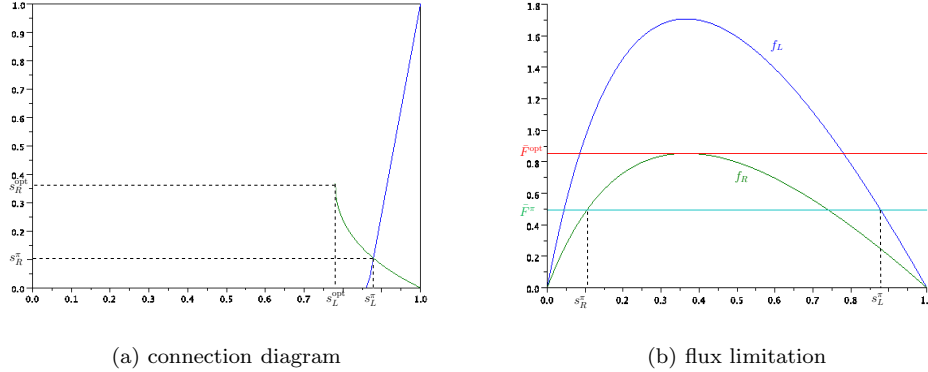 1.0
0.9
0.8
0.7
0.6
0.5
0.4
s_R^opt
0.3
0.2
s_R^π
0.1
0.0
0.0 0.1 0.2 0.3 0.4 0.5 0.6 0.7 0.8 0.9 1.0
s_L^opt s_L^π
(a) connection diagram
1.8
1.6
f_L
1.4
1.2
1.0
F̄^opt
0.8
f_R
0.6
F̄^π
0.4
0.2
0.0
0.0 0.2 0.4 0.6 0.8 1.0
s_R^π s_L^π
(b) flux limitation